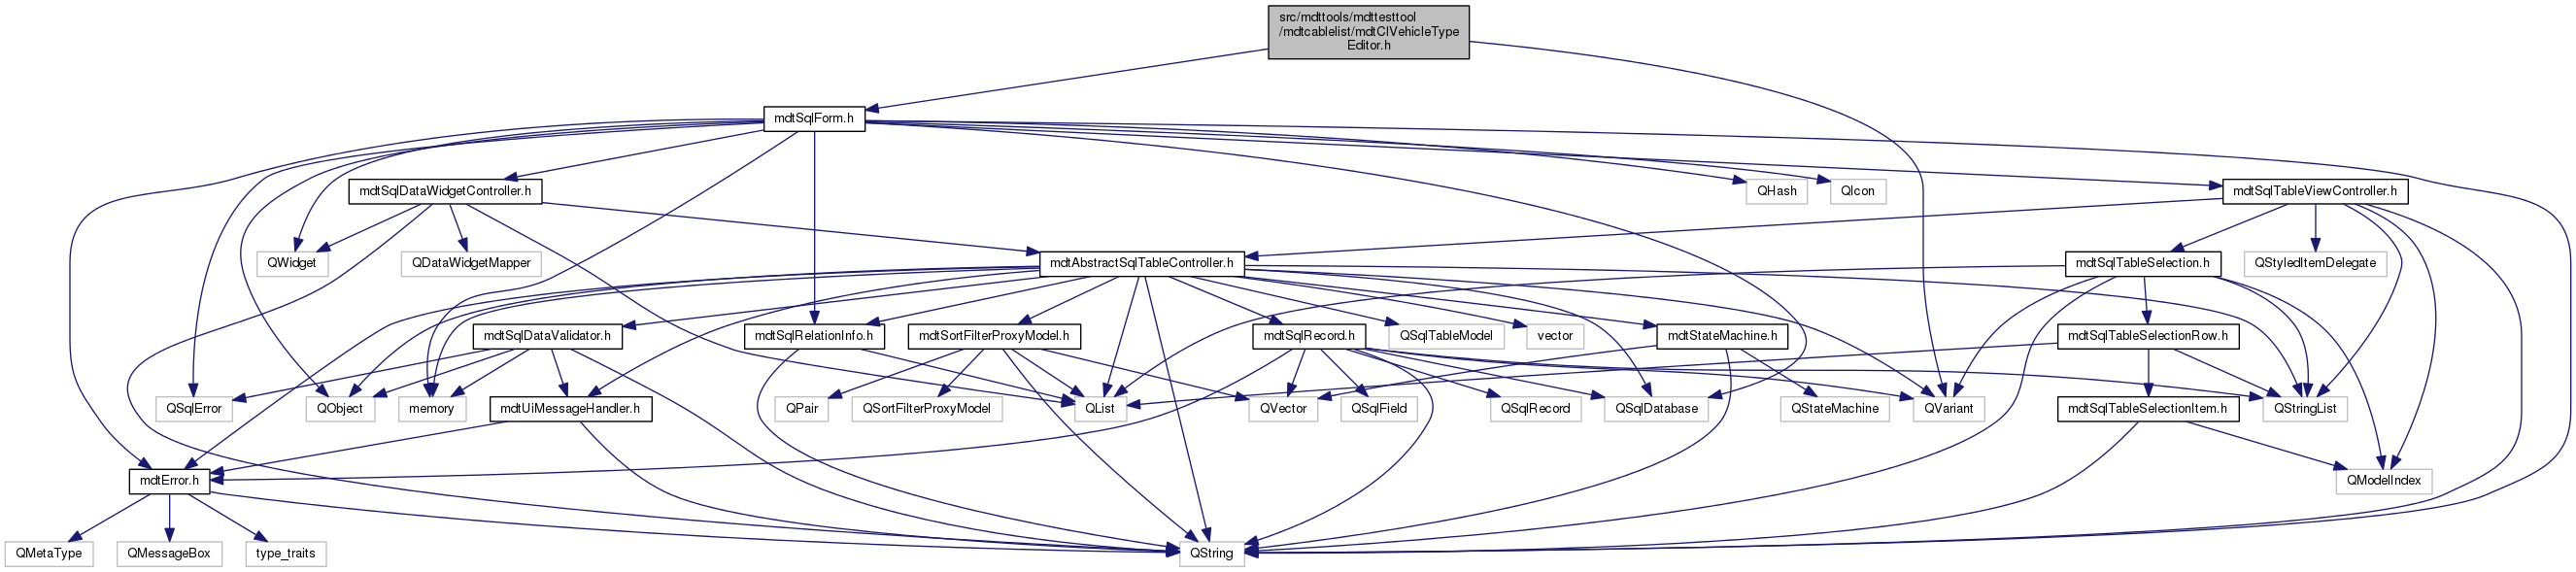 src/mdttools/mdttesttool
/mdtcablelist/mdtClVehicleType
Editor.h
mdtSqlForm.h
mdtSqlDataWidgetController.h
QHash
QIcon
mdtSqlTableViewController.h
QWidget
QDataWidgetMapper
mdtAbstractSqlTableController.h
mdtSqlTableSelection.h
QStyledItemDelegate
mdtSqlDataValidator.h
mdtSqlRelationInfo.h
mdtSortFilterProxyModel.h
mdtSqlRecord.h
QSqlTableModel
vector
mdtStateMachine.h
mdtSqlTableSelectionRow.h
QSqlError
QObject
memory
mdtUiMessageHandler.h
QPair
QSortFilterProxyModel
QList
QVector
QSqlField
QSqlRecord
QSqlDatabase
QStateMachine
QVariant
mdtSqlTableSelectionItem.h
QStringList
mdtError.h
QModelIndex
QMetaType
QMessageBox
type_traits
QString